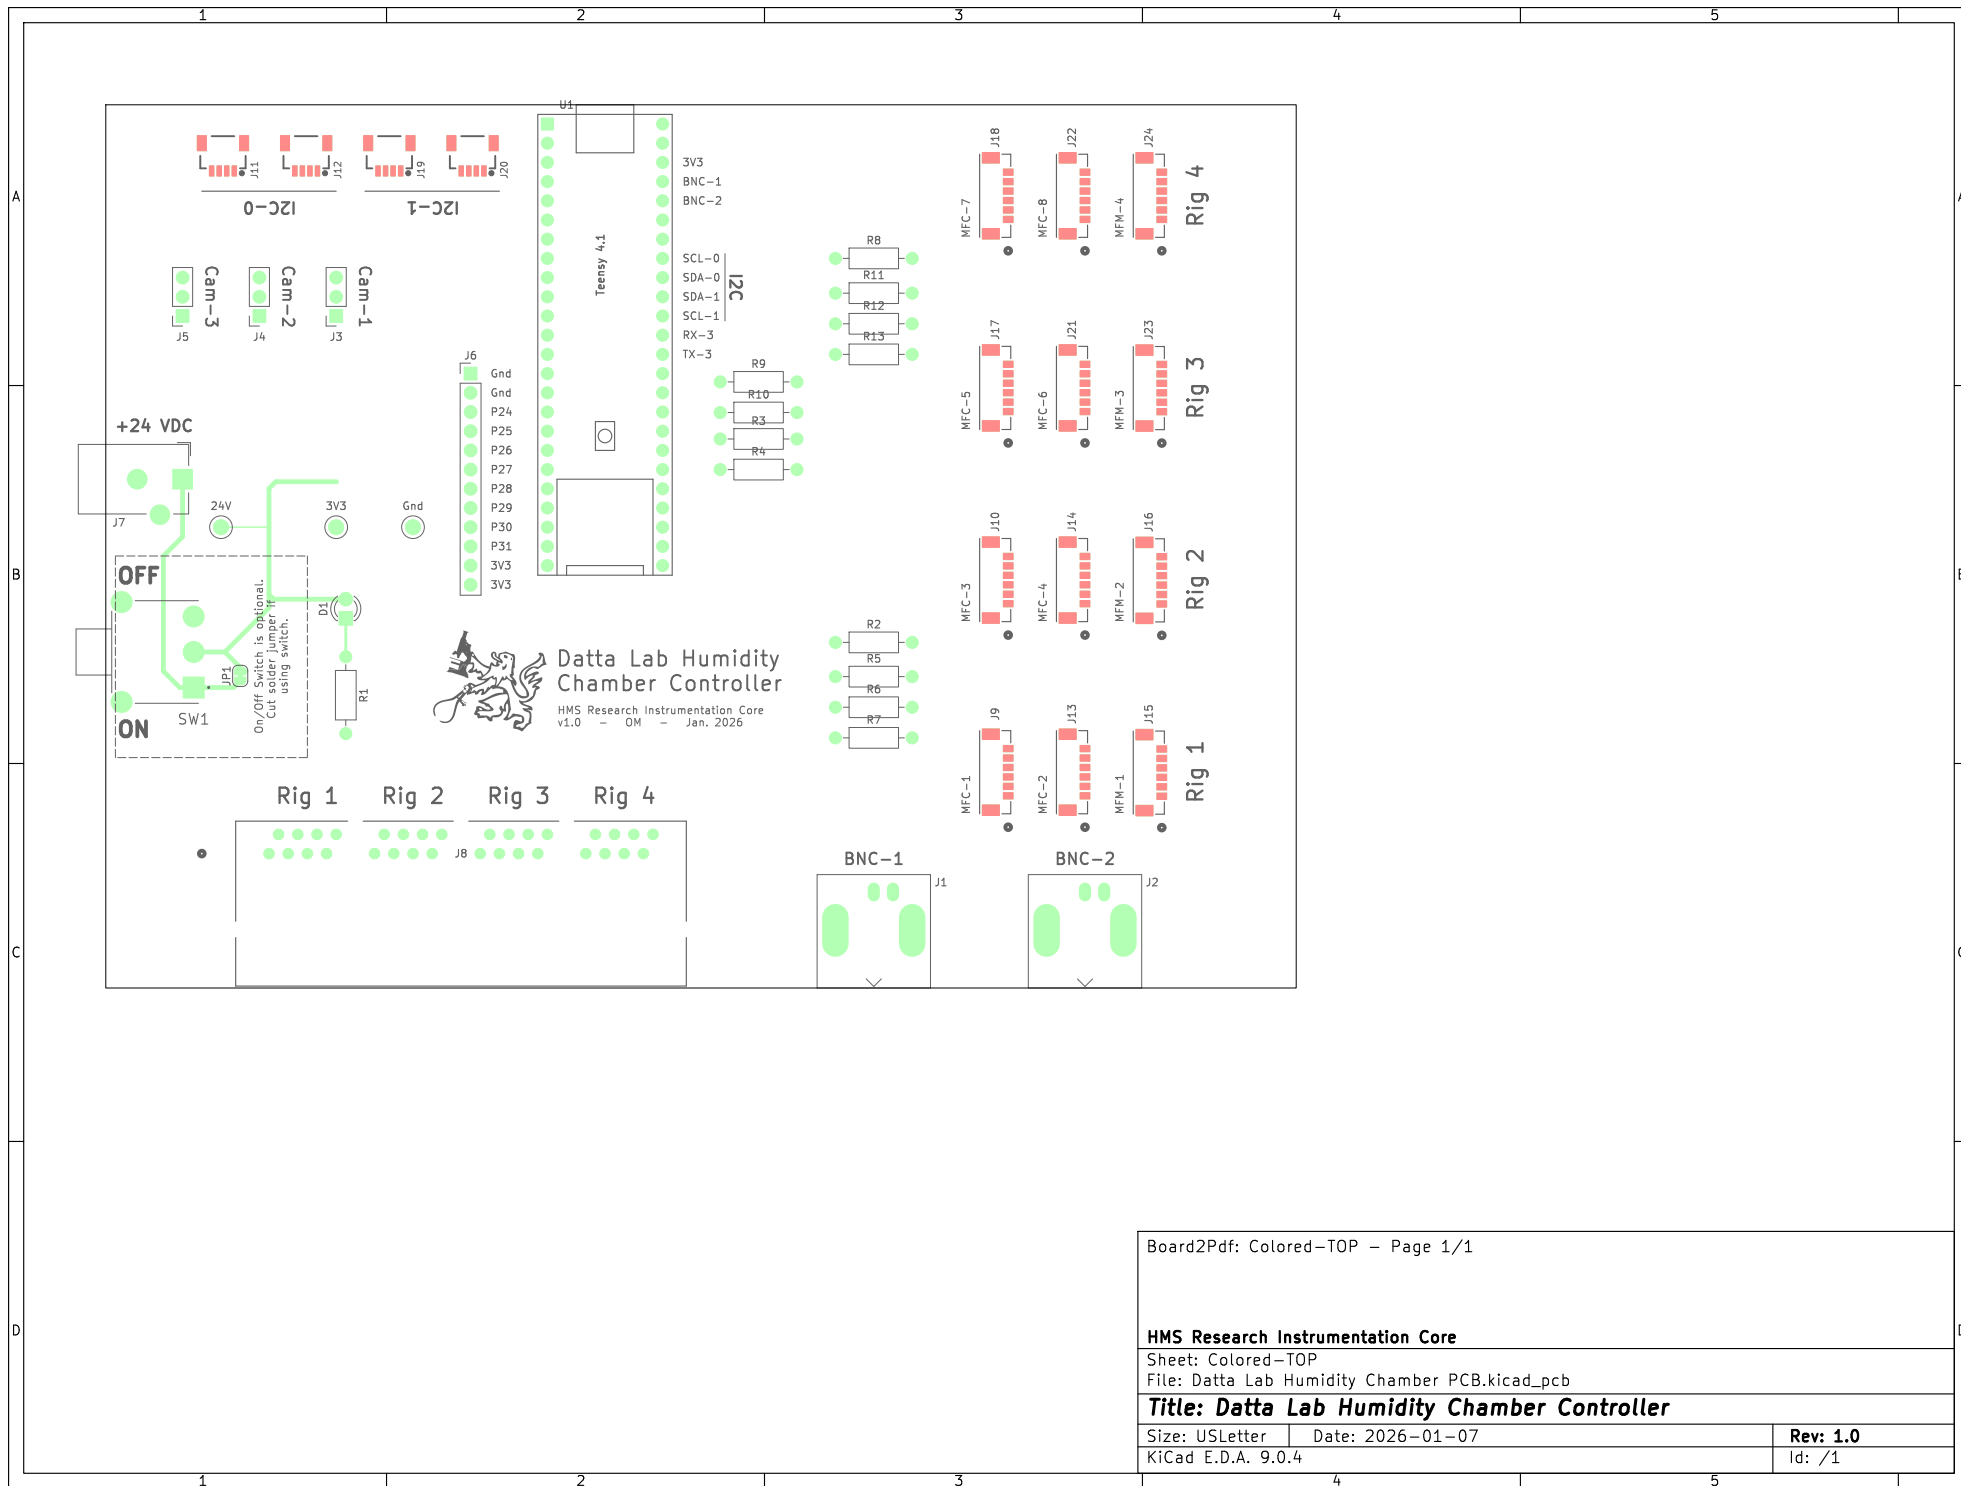 1 2 3 4 5
A
B
C
D
A
C
U1
J11
J12
J19
J20
I2C-0
I2C-1
3V3
BNC-1
BNC-2
SCL-0
SDA-0
SDA-1
SCL-1
RX-3
TX-3
I2C
Teensy 4.1
Cam-3
Cam-2
Cam-1
J5
J4
J3
J6
Gnd
Gnd
P24
P25
P26
P27
P28
P29
P30
P31
3V3
3V3
R8
R11
R12
R13
R9
R10
R3
R4
J18
J22
J24
MFC-7
MFC-8
MFM-4
Rig 4
J17
J21
J23
MFC-5
MFC-6
MFM-3
Rig 3
J10
J14
J16
MFC-3
MFC-4
MFM-2
Rig 2
J9
J13
J15
MFC-1
MFC-2
MFM-1
Rig 1
+24 VDC
J7
24V
3V3
Gnd
OFF
ON
SW1
JP1
On/Off Switch is optional.
Cut solder jumper if
using switch.
D1
R1
Datta Lab Humidity
Chamber Controller
HMS Research Instrumentation Core
v1.0 - OM - Jan. 2026
R2
R5
R6
R7
Rig 1 Rig 2 Rig 3 Rig 4
J8
BNC-1
J1
BNC-2
J2
Board2Pdf: Colored-TOP - Page 1/1
HMS Research Instrumentation Core
Sheet: Colored-TOP
File: Datta Lab Humidity Chamber PCB.kicad_pcb
Title: Datta Lab Humidity Chamber Controller
Size: USLetter Date: 2026-01-07 Rev: 1.0
KiCad E.D.A. 9.0.4 Id: /1
1 2 3 4 5